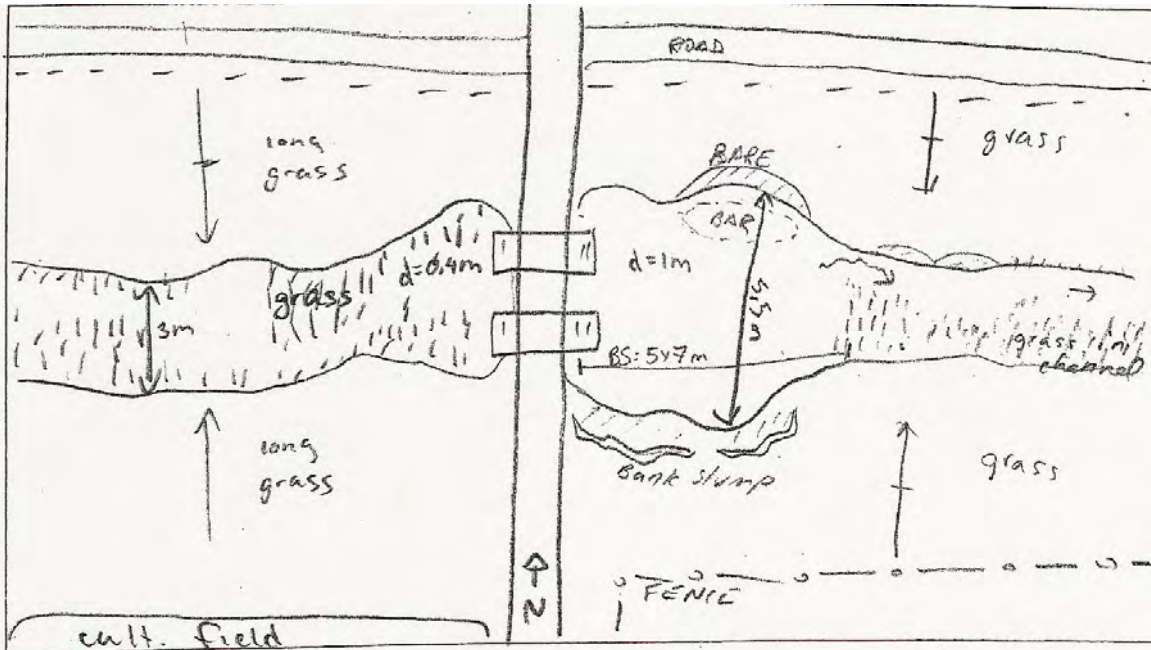 ROAD
long
grass
grass
BARE
BAR
d=0.4m
d=1m
grass
3m
5.5m
BS: 5x7m
grass in
channel
long
grass
grass
Bank slump
N
FENCE
cult. field